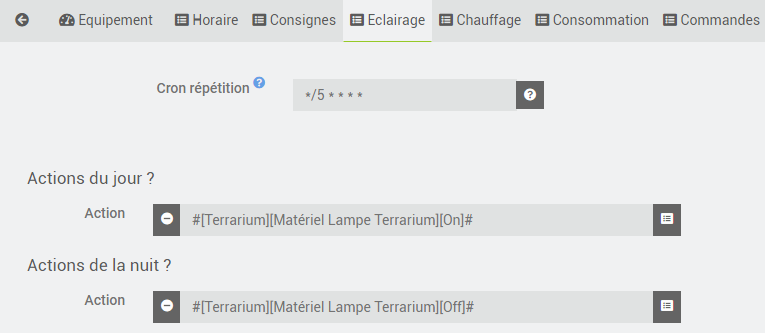 Equipement Horaire Consignes Eclairage Chauffage Consommation Commandes
Cron répétition ?
*/5 * * * * ?
Actions du jour ?
Action
#[Terrarium][Matériel Lampe Terrarium][On]#
Actions de la nuit ?
Action
#[Terrarium][Matériel Lampe Terrarium][Off]#